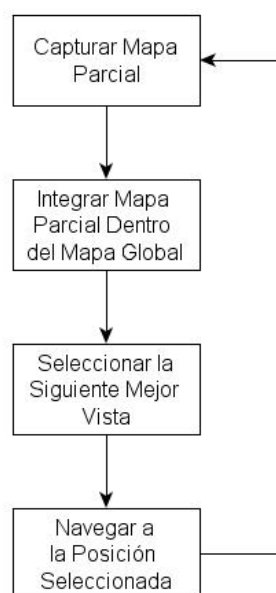 Capturar Mapa
Parcial
Integrar Mapa
Parcial Dentro
del Mapa Global
Seleccionar la
Siguiente Mejor
Vista
Navegar a
la Posición
Seleccionada